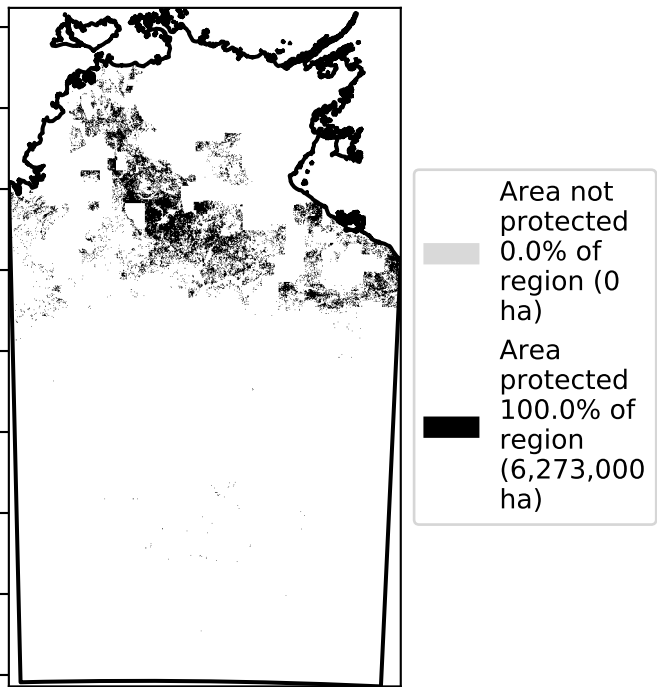 Area not
protected
0.0% of
region (0
ha)
Area
protected
100.0% of
region
(6,273,000
ha)